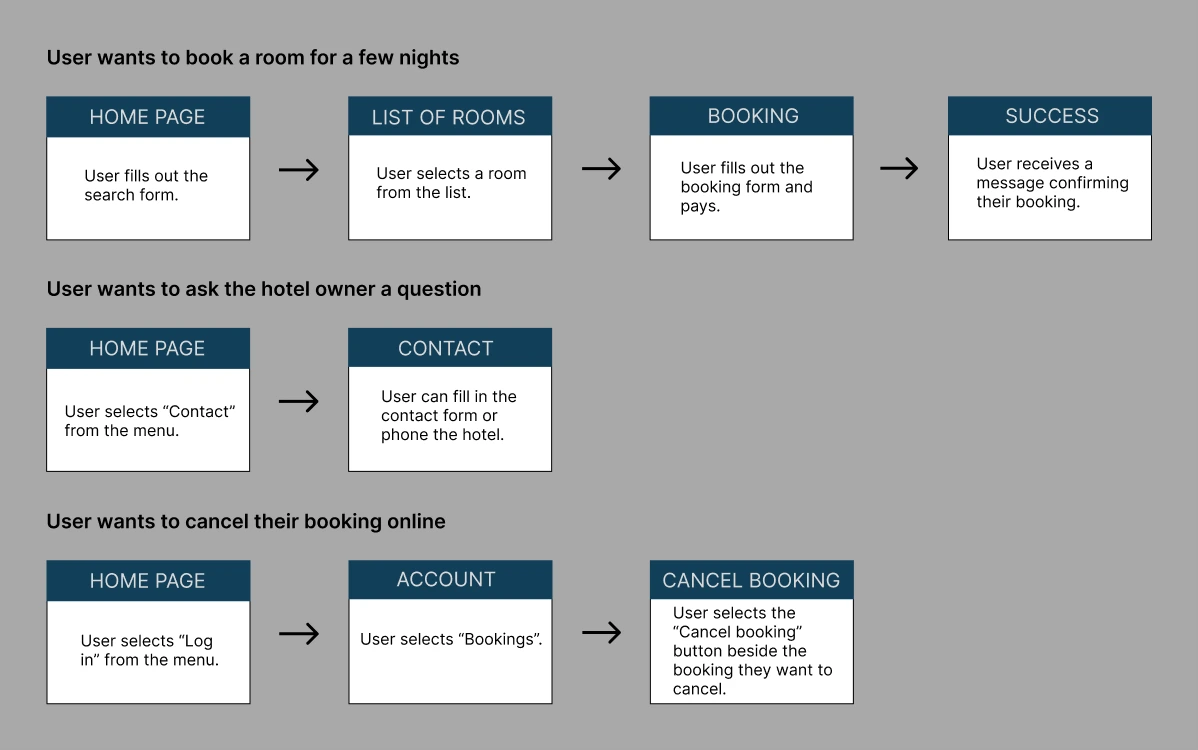 User wants to book a room for a few nights
HOME PAGE
User fills out the
search form.
LIST OF ROOMS
User selects a room
from the list.
BOOKING
User fills out the
booking form and
pays.
SUCCESS
User receives a
message confirming
their booking.
User wants to ask the hotel owner a question
HOME PAGE
User selects “Contact”
from the menu.
CONTACT
User can fill in the
contact form or
phone the hotel.
User wants to cancel their booking online
HOME PAGE
User selects “Log
in” from the menu.
ACCOUNT
User selects “Bookings”.
CANCEL BOOKING
User selects the
“Cancel booking”
button beside the
booking they want to
cancel.